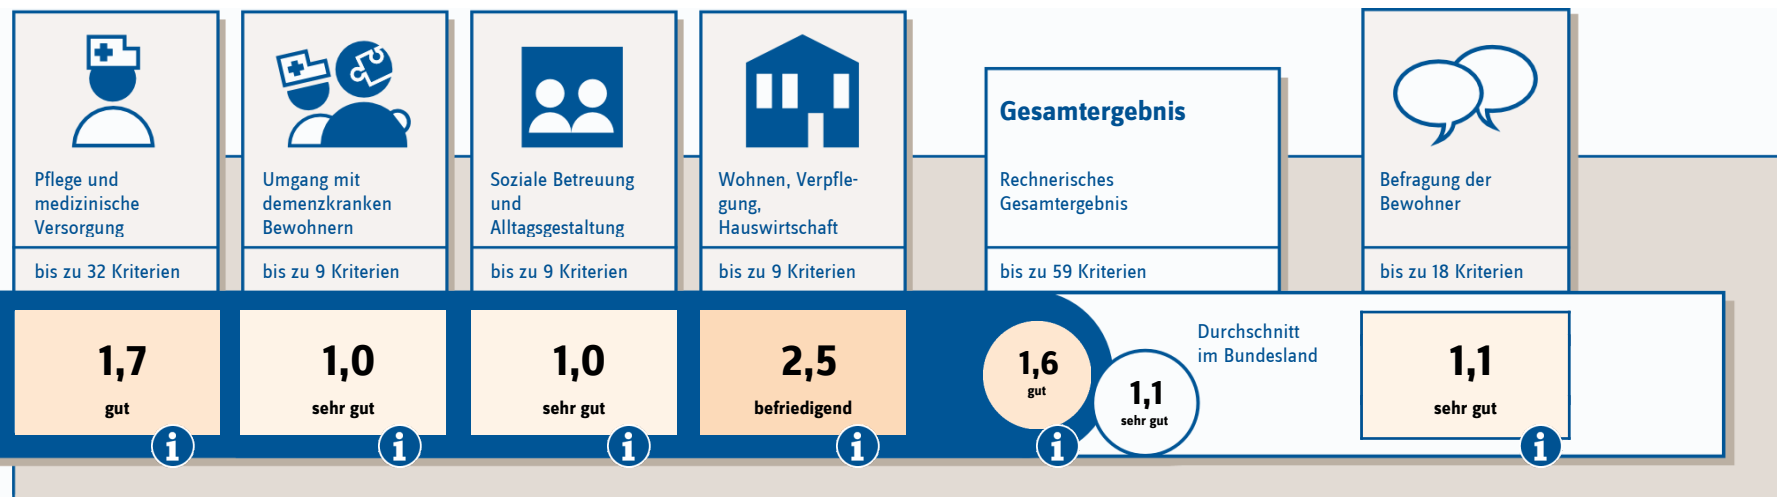 Pflege und
medizinische
Versorgung
bis zu 32 Kriterien
1,7
gut
Umgang mit
demenzkranken
Bewohnern
bis zu 9 Kriterien
1,0
sehr gut
Soziale Betreuung
und
Alltagsgestaltung
bis zu 9 Kriterien
1,0
sehr gut
Wohnen, Verpfle-
gung,
Hauswirtschaft
bis zu 9 Kriterien
2,5
befriedigend
Gesamtergebnis
Rechnerisches
Gesamtergebnis
bis zu 59 Kriterien
1,6
gut
1,1
sehr gut
Durchschnitt
im Bundesland
Befragung der
Bewohner
bis zu 18 Kriterien
1,1
sehr gut